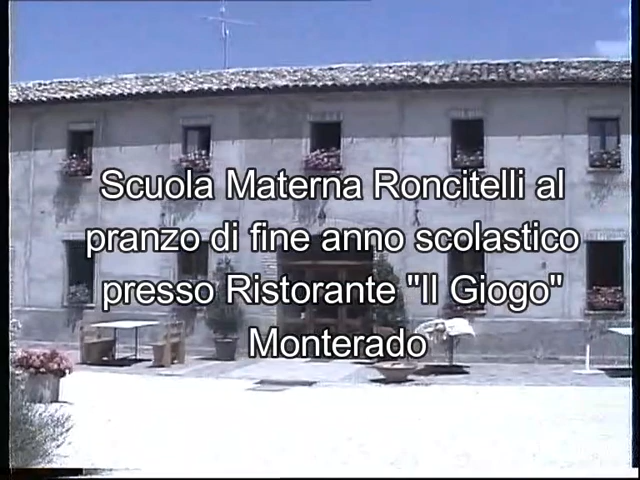 Scuola Materna Roncitelli al
pranzo di fine anno scolastico
presso Ristorante "Il Giogo"
Monterado